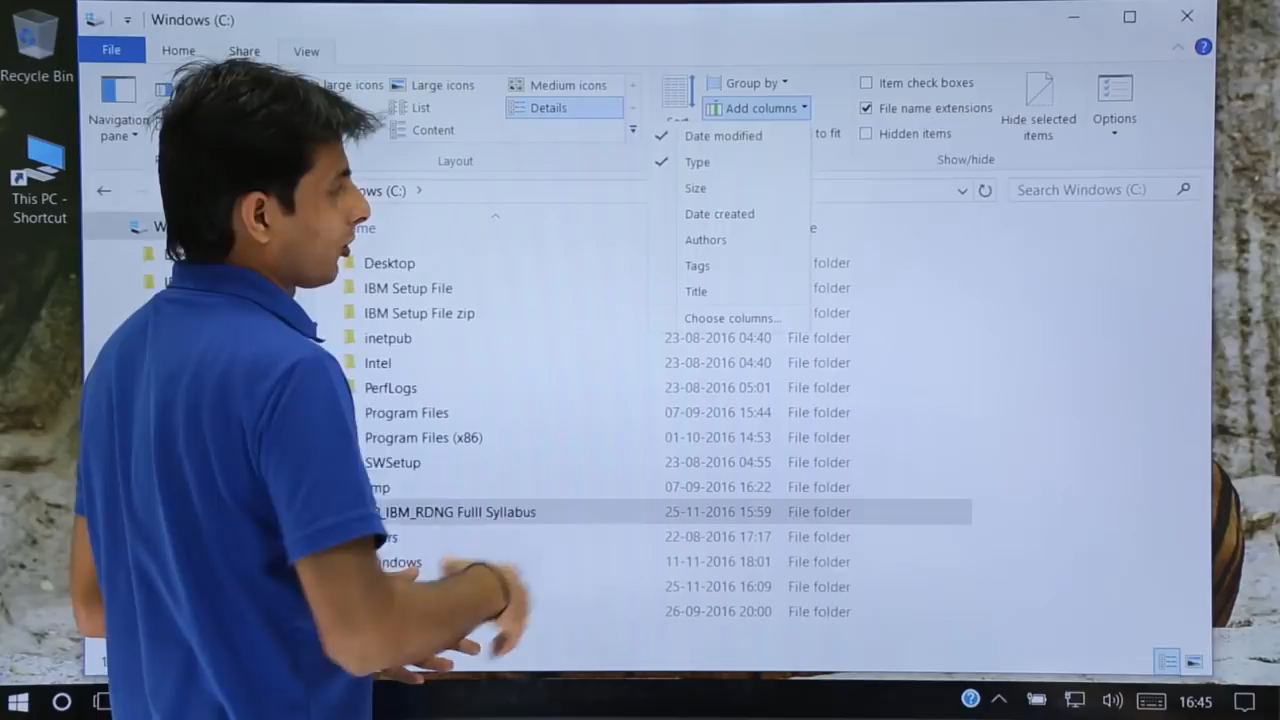 Recycle Bin
This PC -
Shortcut
Windows (C:)
File
Home
Share
View
Navigation
pane
large icons
Large icons
Medium icons
List
Details
Content
Layout
Group by
Add columns
to fit
Item check boxes
File name extensions
Hidden items
Hide selected
items
Options
Show/hide
Date modified
Type
Size
Date created
Authors
Tags
Title
Choose columns...
ows (C:)
Search Windows (C:)
Desktop folder
IBM Setup File folder
IBM Setup File zip folder
inetpub 23-08-2016 04:40 File folder
Intel 23-08-2016 04:40 File folder
PerfLogs 23-08-2016 05:01 File folder
Program Files 07-09-2016 15:44 File folder
Program Files (x86) 01-10-2016 14:53 File folder
SWSetup 23-08-2016 04:55 File folder
mp 07-09-2016 16:22 File folder
_IBM_RDNG Fulll Syllabus 25-11-2016 15:59 File folder
rs 22-08-2016 17:17 File folder
ndows 11-11-2016 18:01 File folder
25-11-2016 16:09 File folder
26-09-2016 20:00 File folder
16:45